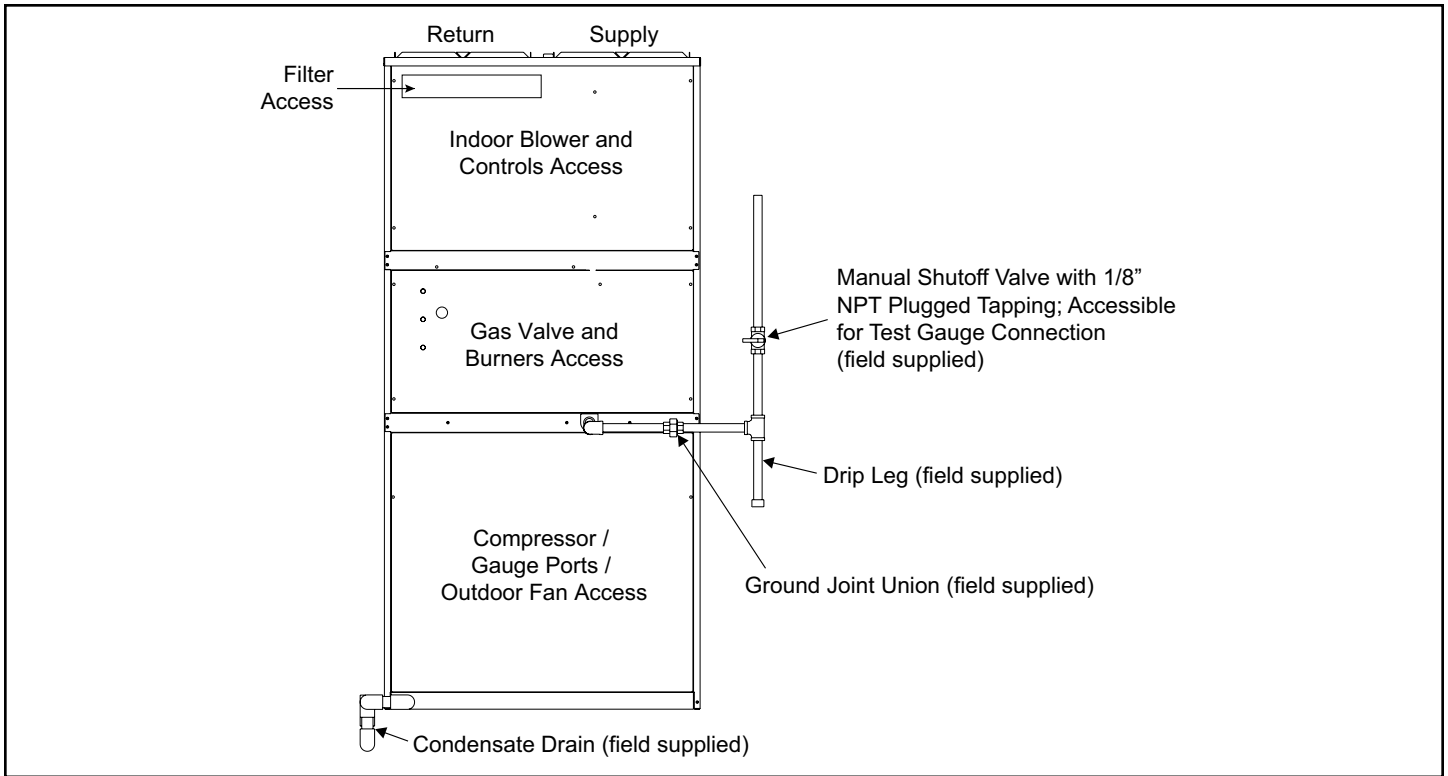 Return
Supply
Filter
Access
Indoor Blower and
Controls Access
Manual Shutoff Valve with 1/8”
NPT Plugged Tapping; Accessible
for Test Gauge Connection
(field supplied)
Gas Valve and
Burners Access
Drip Leg (field supplied)
Compressor /
Gauge Ports /
Outdoor Fan Access
Ground Joint Union (field supplied)
Condensate Drain (field supplied)